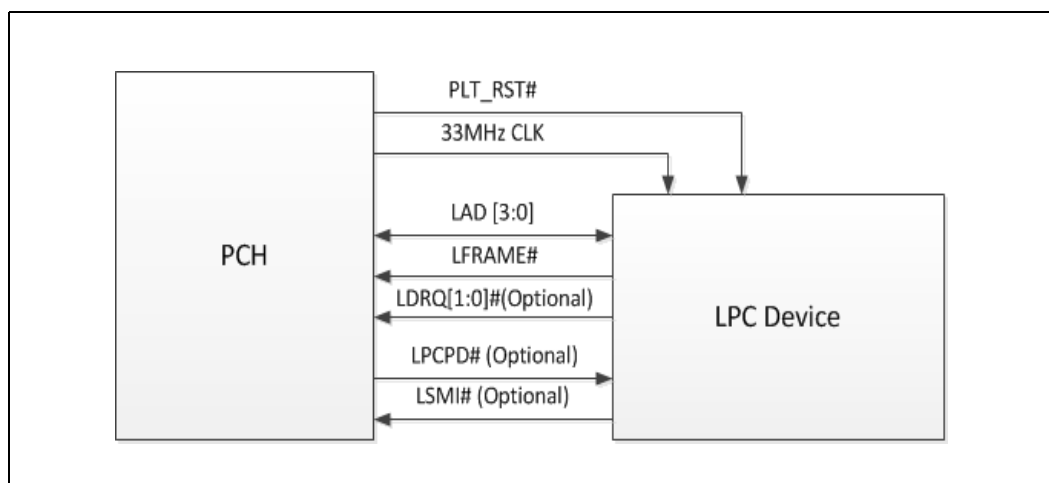 PLT_RST#
33MHz CLK
LAD [3:0]
PCH
LFRAME#
LDRQ[1:0]#(Optional)
LPC Device
LPCPD# (Optional)
LSMI# (Optional)